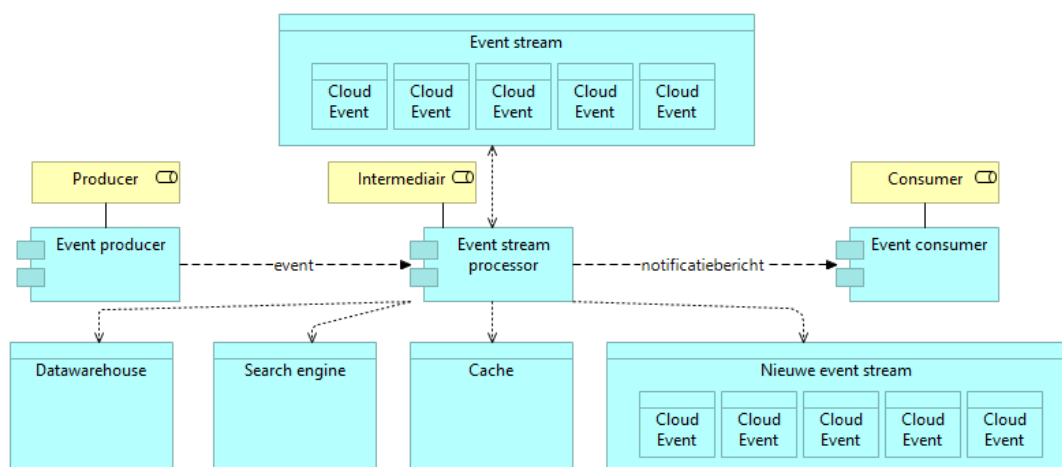 Event stream
Cloud Event Cloud Event Cloud Event Cloud Event Cloud Event
Producer
Intermediair
Consumer
Event producer
event
Event stream
processor
notificatiebericht
Event consumer
Datawarehouse
Search engine
Cache
Nieuwe event stream
Cloud Event Cloud Event Cloud Event Cloud Event Cloud Event